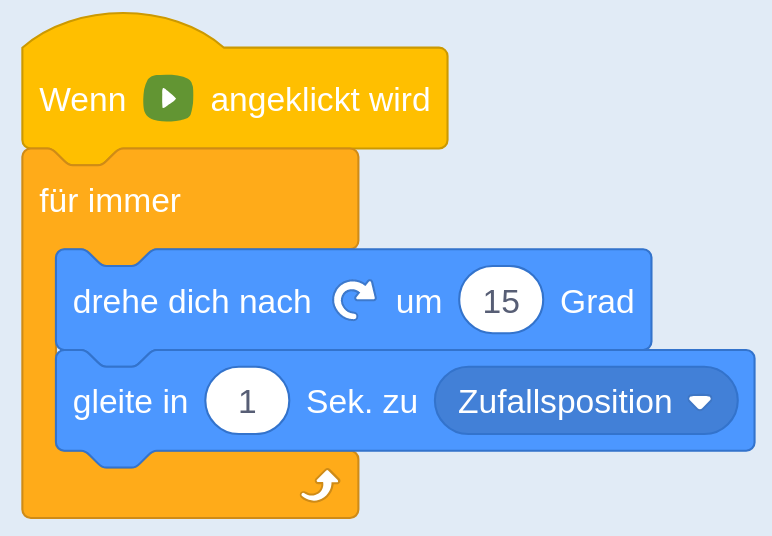 Wenn angeklickt wird
für immer
drehe dich nach um 15 Grad
gleite in 1 Sek. zu Zufallsposition